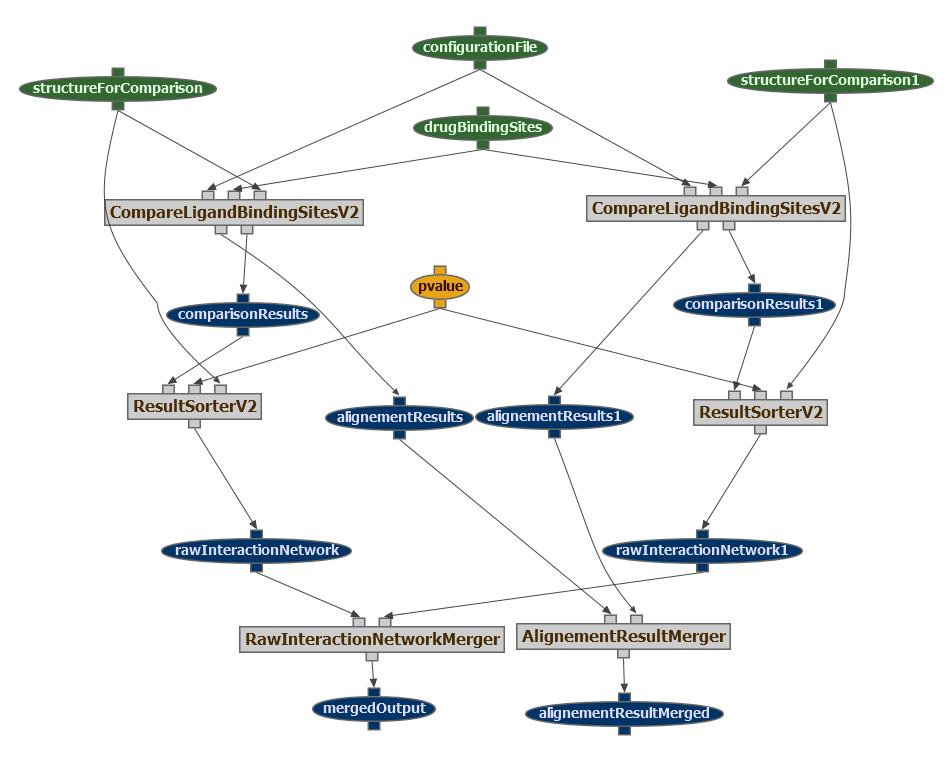 configurationFile
structureForComparison
structureForComparison1
drugBindingSites
CompareLigandBindingSitesV2
CompareLigandBindingSitesV2
pvalue
comparisonResults
comparisonResults1
ResultSorterV2
alignementResults
alignementResults1
ResultSorterV2
rawInteractionNetwork
rawInteractionNetwork1
RawInteractionNetworkMerger
AlignementResultMerger
mergedOutput
alignementResultMerged